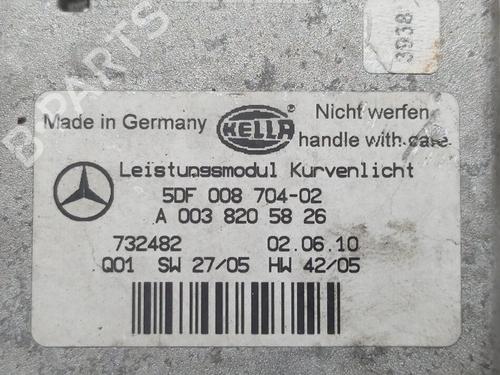 3938
Made in Germany
HELLA
Nicht werfen
handle with care
Leistungsmodul Kurvenlicht
5DF 008 704-02
A 003 820 58 26
732482 02.06.10
Q01 SW 27/05 HW 42/05
B-PARTS